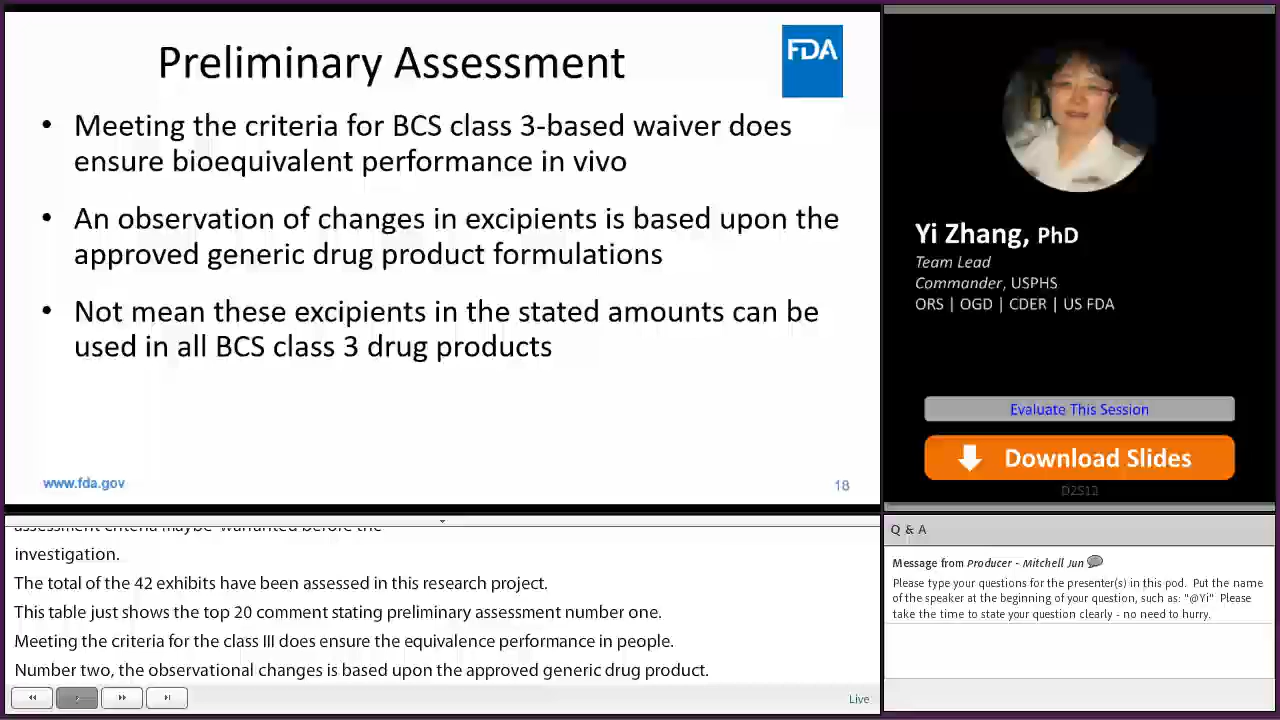 Preliminary Assessment
FDA
• Meeting the criteria for BCS class 3-based waiver does
ensure bioequivalent performance in vivo
• An observation of changes in excipients is based upon the
approved generic drug product formulations
• Not mean these excipients in the stated amounts can be
used in all BCS class 3 drug products
www.fda.gov
18
Yi Zhang, PhD
Team Lead
Commander, USPHS
ORS | OGD | CDER | US FDA
Evaluate This Session
Download Slides
D2S12
assessment criteria maybe warranted before the
investigation.
The total of the 42 exhibits have been assessed in this research project.
This table just shows the top 20 comment stating preliminary assessment number one.
Meeting the criteria for the class III does ensure the equivalence performance in people.
Number two, the observational changes is based upon the approved generic drug product.
Live
Q & A
Message from Producer - Mitchell Jun
Please type your questions for the presenter(s) in this pod. Put the name
of the speaker at the beginning of your question, such as: "@Yi" Please
take the time to state your question clearly - no need to hurry.